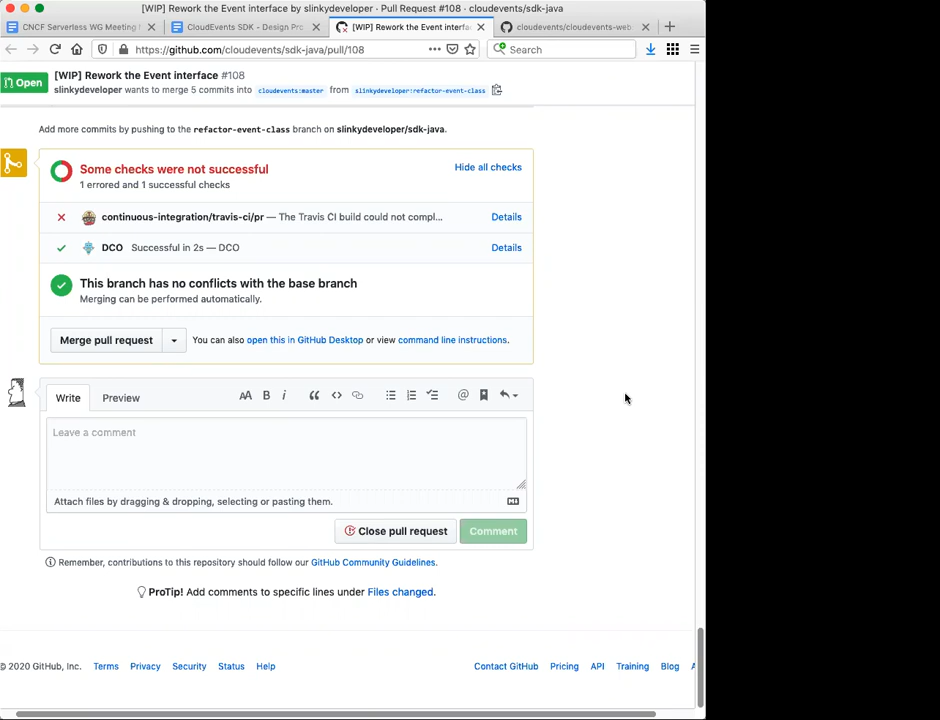 [WIP] Rework the Event interface by slinkydeveloper · Pull Request #108 · cloudevents/sdk-java
CNCF Serverless WG Meeting
CloudEvents SDK - Design Pro
[WIP] Rework the Event interfac
cloudevents/cloudevents-web
https://github.com/cloudevents/sdk-java/pull/108
Search
Open
[WIP] Rework the Event interface #108
slinkydeveloper wants to merge 5 commits into cloudevents:master from slinkydeveloper:refactor-event-class
Add more commits by pushing to the refactor-event-class branch on slinkydeveloper/sdk-java.
Some checks were not successful
Hide all checks
1 errored and 1 successful checks
continuous-integration/travis-ci/pr — The Travis CI build could not compl...
Details
DCO Successful in 2s — DCO
Details
This branch has no conflicts with the base branch
Merging can be performed automatically.
Merge pull request
You can also open this in GitHub Desktop or view command line instructions.
Write
Preview
AA B i
Leave a comment
Attach files by dragging & dropping, selecting or pasting them.
Close pull request
Comment
Remember, contributions to this repository should follow our GitHub Community Guidelines.
ProTip! Add comments to specific lines under Files changed.
© 2020 GitHub, Inc. Terms Privacy Security Status Help
Contact GitHub Pricing API Training Blog A